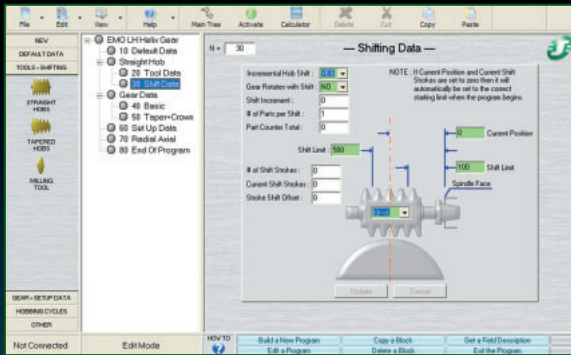 File Edit View Help Main Tree Activate Calculator Delete Cut Copy Paste
NEW
DEFAULT DATA
TOOLS - SHIFTING
STRAIGHT
HOBS
TAPERED
HOBS
MILLING
TOOL
GEAR - SETUP DATA
HOBBING CYCLES
OTHER
EMO LH Helix Gear
10 Default Data
Straight Hob
20 Tool Data
30 Shift Data
Gear Data
40 Basic
50 Taper+Crown
60 Set Up Data
70 Radial Axial
80 End Of Program
N = 30
— Shifting Data —
Incremental Hob Shift :
Gear Rotates with Shift : NO
Shift Increment : 0
# of Parts per Shift : 1
Part Counter Total : 0
NOTE : If Current Position and Current Shift
Strokes are set to zero then it will
automatically be set to the correct
starting limit when the program begins.
0 Current Position
Shift Limit : 500
100 Shift Limit
# of Shift Strokes : 0
Current Shift Strokes : 0
Stroke Shift Offset : 0
Spindle Face
Update Cancel
Not Connected Edit Mode
HOW TO
Build a New Program Copy a Block Get a Field Description
Edit a Program Delete a Block Exit the Program